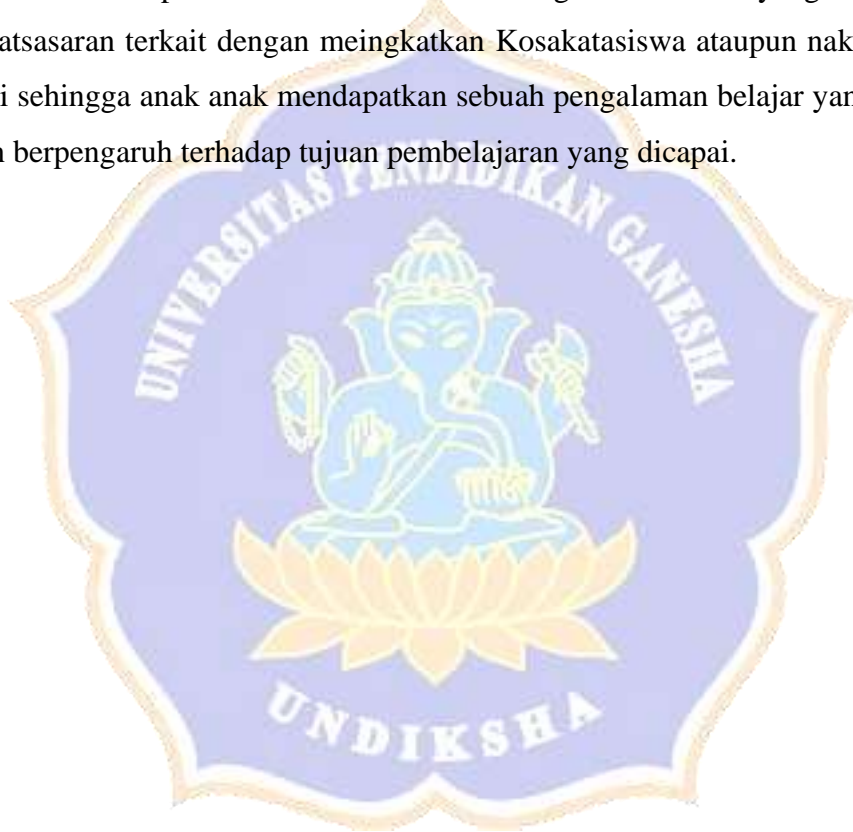 atsasaran terkait dengan meingkatkan Kosakatasiswa ataupun nak
i sehingga anak anak mendapatkan sebuah pengalaman belajar yan
n berpengaruh terhadap tujuan pembelajaran yang dicapai.
UNIVERSITAS PENDIDIKAN GANESHA
UNDIKSHA